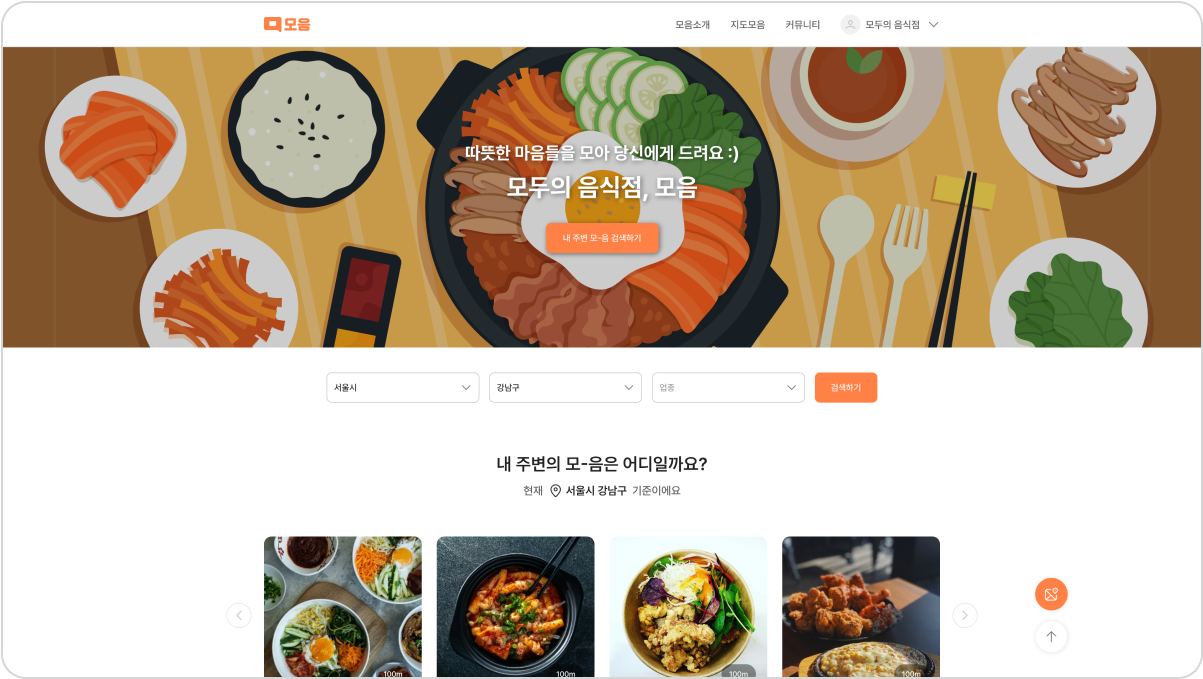 모음
모음소개 지도모음 커뮤니티 모두의 음식점
따뜻한 마음들을 모아 당신에게 드려요 :)
모두의 음식점, 모음
내 주변 모-음 검색하기
서울시 강남구 업종 검색하기
내 주변의 모-음은 어디일까요?
현재 서울시 강남구 기준이에요
100m 100m 100m 100m